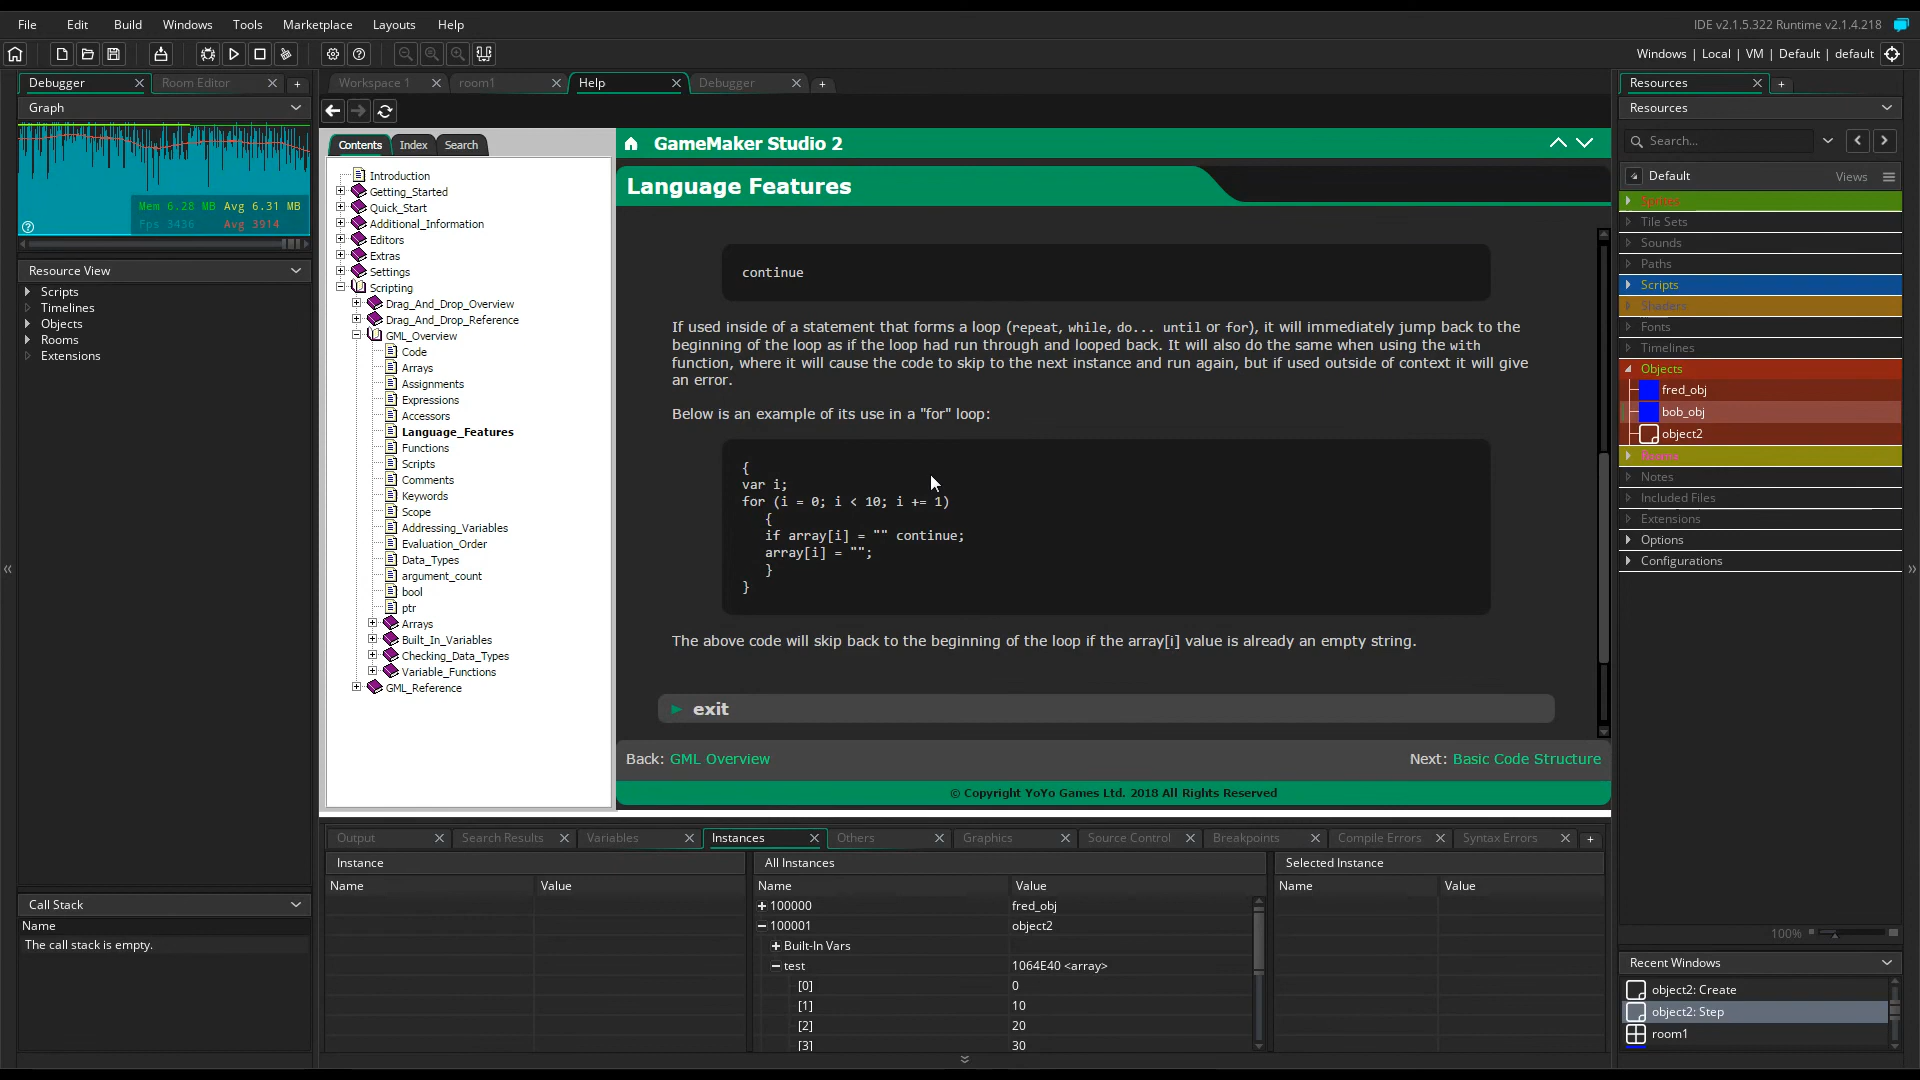 File Edit Build Windows Tools Marketplace Layouts Help
IDE v2.1.5.322 Runtime v2.1.4.218
Windows | Local | VM | Default | default
Debugger
Room Editor
Workspace 1
room1
Help
Debugger
Resources
Graph
Mem 6.28 MB Avg 6.31 MB
Fps 3436 Avg 3914
Resource View
Scripts
Timelines
Objects
Rooms
Extensions
Call Stack
Name
The call stack is empty.
Contents Index Search
Introduction
Getting_Started
Quick_Start
Additional_Information
Editors
Extras
Settings
Scripting
Drag_And_Drop_Overview
Drag_And_Drop_Reference
GML_Overview
Code
Arrays
Assignments
Expressions
Accessors
Language_Features
Functions
Scripts
Comments
Keywords
Scope
Addressing_Variables
Evaluation_Order
Data_Types
argument_count
bool
ptr
Arrays
Built_In_Variables
Checking_Data_Types
Variable_Functions
GML_Reference
GameMaker Studio 2
Language Features
continue
If used inside of a statement that forms a loop (repeat, while, do... until or for), it will immediately jump back to the
beginning of the loop as if the loop had run through and looped back. It will also do the same when using the with
function, where it will cause the code to skip to the next instance and run again, but if used outside of context it will give
an error.
Below is an example of its use in a "for" loop:
{
var i;
for (i = 0; i < 10; i += 1)
{
if array[i] = "" continue;
array[i] = "";
}
}
The above code will skip back to the beginning of the loop if the array[i] value is already an empty string.
exit
Back: GML Overview
Next: Basic Code Structure
© Copyright YoYo Games Ltd. 2018 All Rights Reserved
Output
Search Results
Variables
Instances
Others
Graphics
Source Control
Breakpoints
Compile Errors
Syntax Errors
Instance
Name Value
All Instances
Name Value
100000 fred_obj
100001 object2
Built-In Vars
test 1064E40 <array>
[0] 0
[1] 10
[2] 20
[3] 30
Selected Instance
Name Value
Resources
Search...
Default
Views
Sprites
Tile Sets
Sounds
Paths
Scripts
Shaders
Fonts
Timelines
Objects
fred_obj
bob_obj
object2
Rooms
Notes
Included Files
Extensions
Options
Configurations
100%
Recent Windows
object2: Create
object2: Step
room1